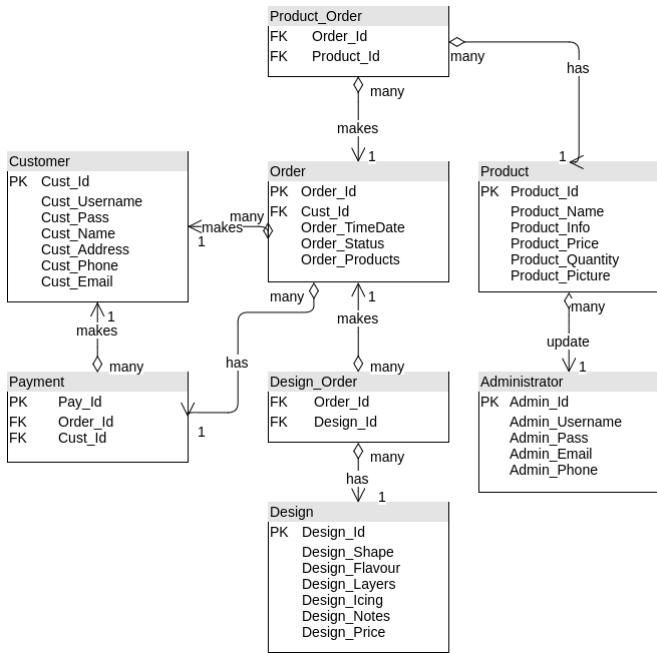 Product_Order
FK Order_Id
FK Product_Id
many
has
many
makes
1
1
Customer
PK Cust_Id
Cust_Username
Cust_Pass
Cust_Name
Cust_Address
Cust_Phone
Cust_Email
many
makes
1
Order
PK Order_Id
FK Cust_Id
Order_TimeDate
Order_Status
Order_Products
Product
PK Product_Id
Product_Name
Product_Info
Product_Price
Product_Quantity
Product_Picture
1
makes
many
many
has
1
1
makes
many
many
update
1
Payment
PK Pay_Id
FK Order_Id
FK Cust_Id
Design_Order
FK Order_Id
FK Design_Id
Administrator
PK Admin_Id
Admin_Username
Admin_Pass
Admin_Email
Admin_Phone
many
has
1
Design
PK Design_Id
Design_Shape
Design_Flavour
Design_Layers
Design_Icing
Design_Notes
Design_Price